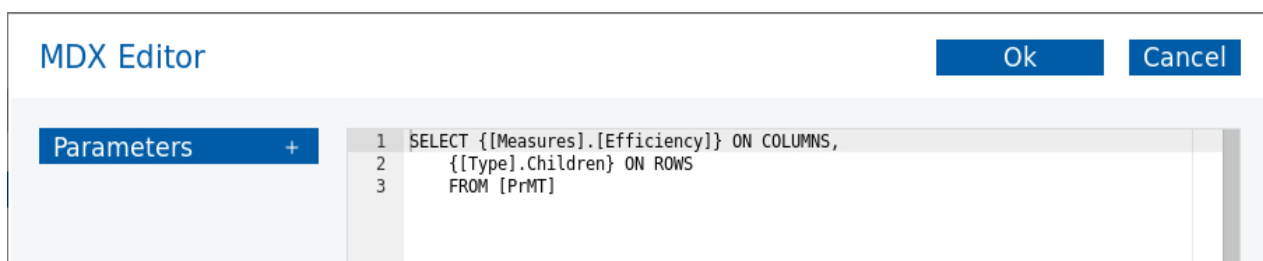 MDX Editor
Ok
Cancel
Parameters +
1 SELECT {[Measures].[Efficiency]} ON COLUMNS,
2 {[Type].Children} ON ROWS
3 FROM [PrMT]